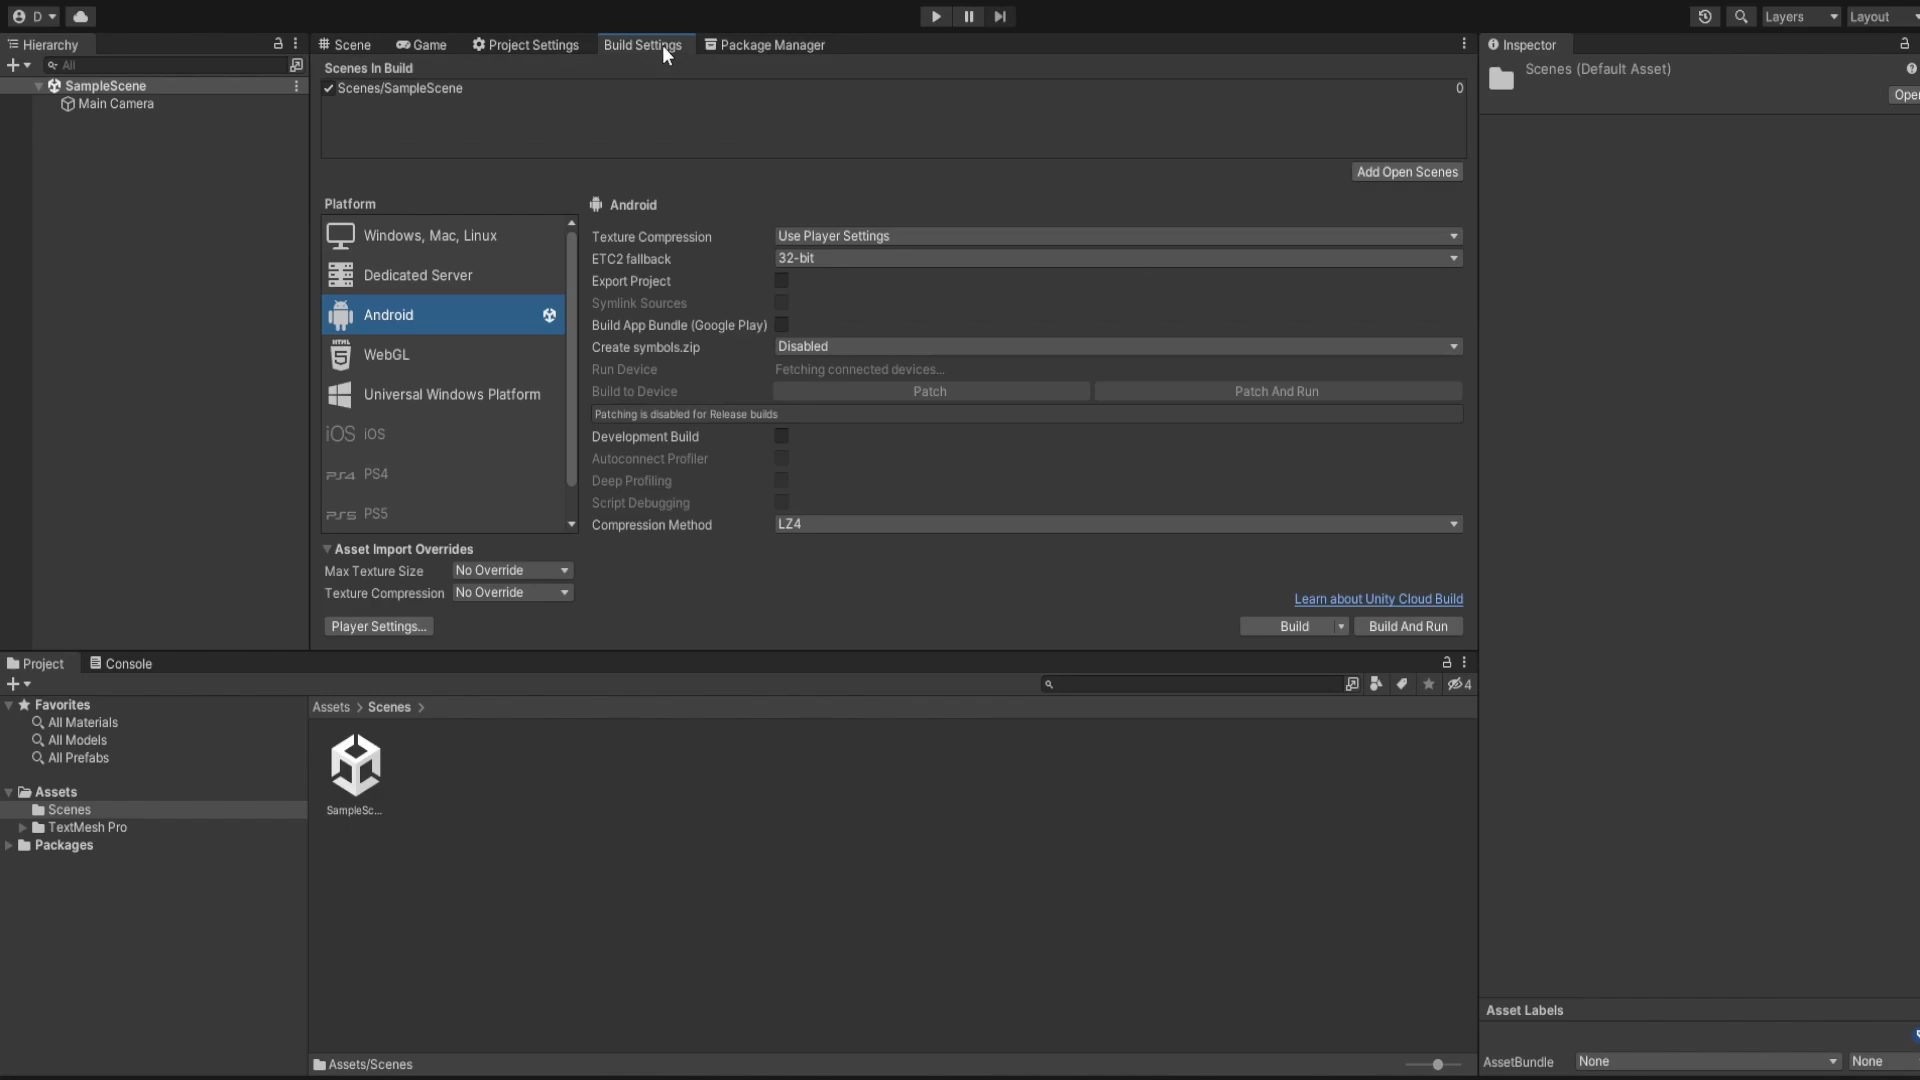 D
Layers
Layout
Hierarchy
All
SampleScene
Main Camera
Scene
Game
Project Settings
Build Settings
Package Manager
Scenes In Build
Scenes/SampleScene 0
Add Open Scenes
Platform
Windows, Mac, Linux
Dedicated Server
Android
HTML
5
WebGL
Universal Windows Platform
iOS iOS
PS4 PS4
PS5 PS5
Asset Import Overrides
Max Texture Size No Override
Texture Compression No Override
Player Settings...
Android
Texture Compression Use Player Settings
ETC2 fallback 32-bit
Export Project
Symlink Sources
Build App Bundle (Google Play)
Create symbols.zip Disabled
Run Device Fetching connected devices...
Build to Device Patch Patch And Run
Patching is disabled for Release builds
Development Build
Autoconnect Profiler
Deep Profiling
Script Debugging
Compression Method LZ4
Learn about Unity Cloud Build
Build Build And Run
Inspector
Scenes (Default Asset)
Open
Project
Console
4
Favorites
All Materials
All Models
All Prefabs
Assets
Scenes
TextMesh Pro
Packages
Assets > Scenes >
SampleSc...
Assets/Scenes
Asset Labels
AssetBundle None None